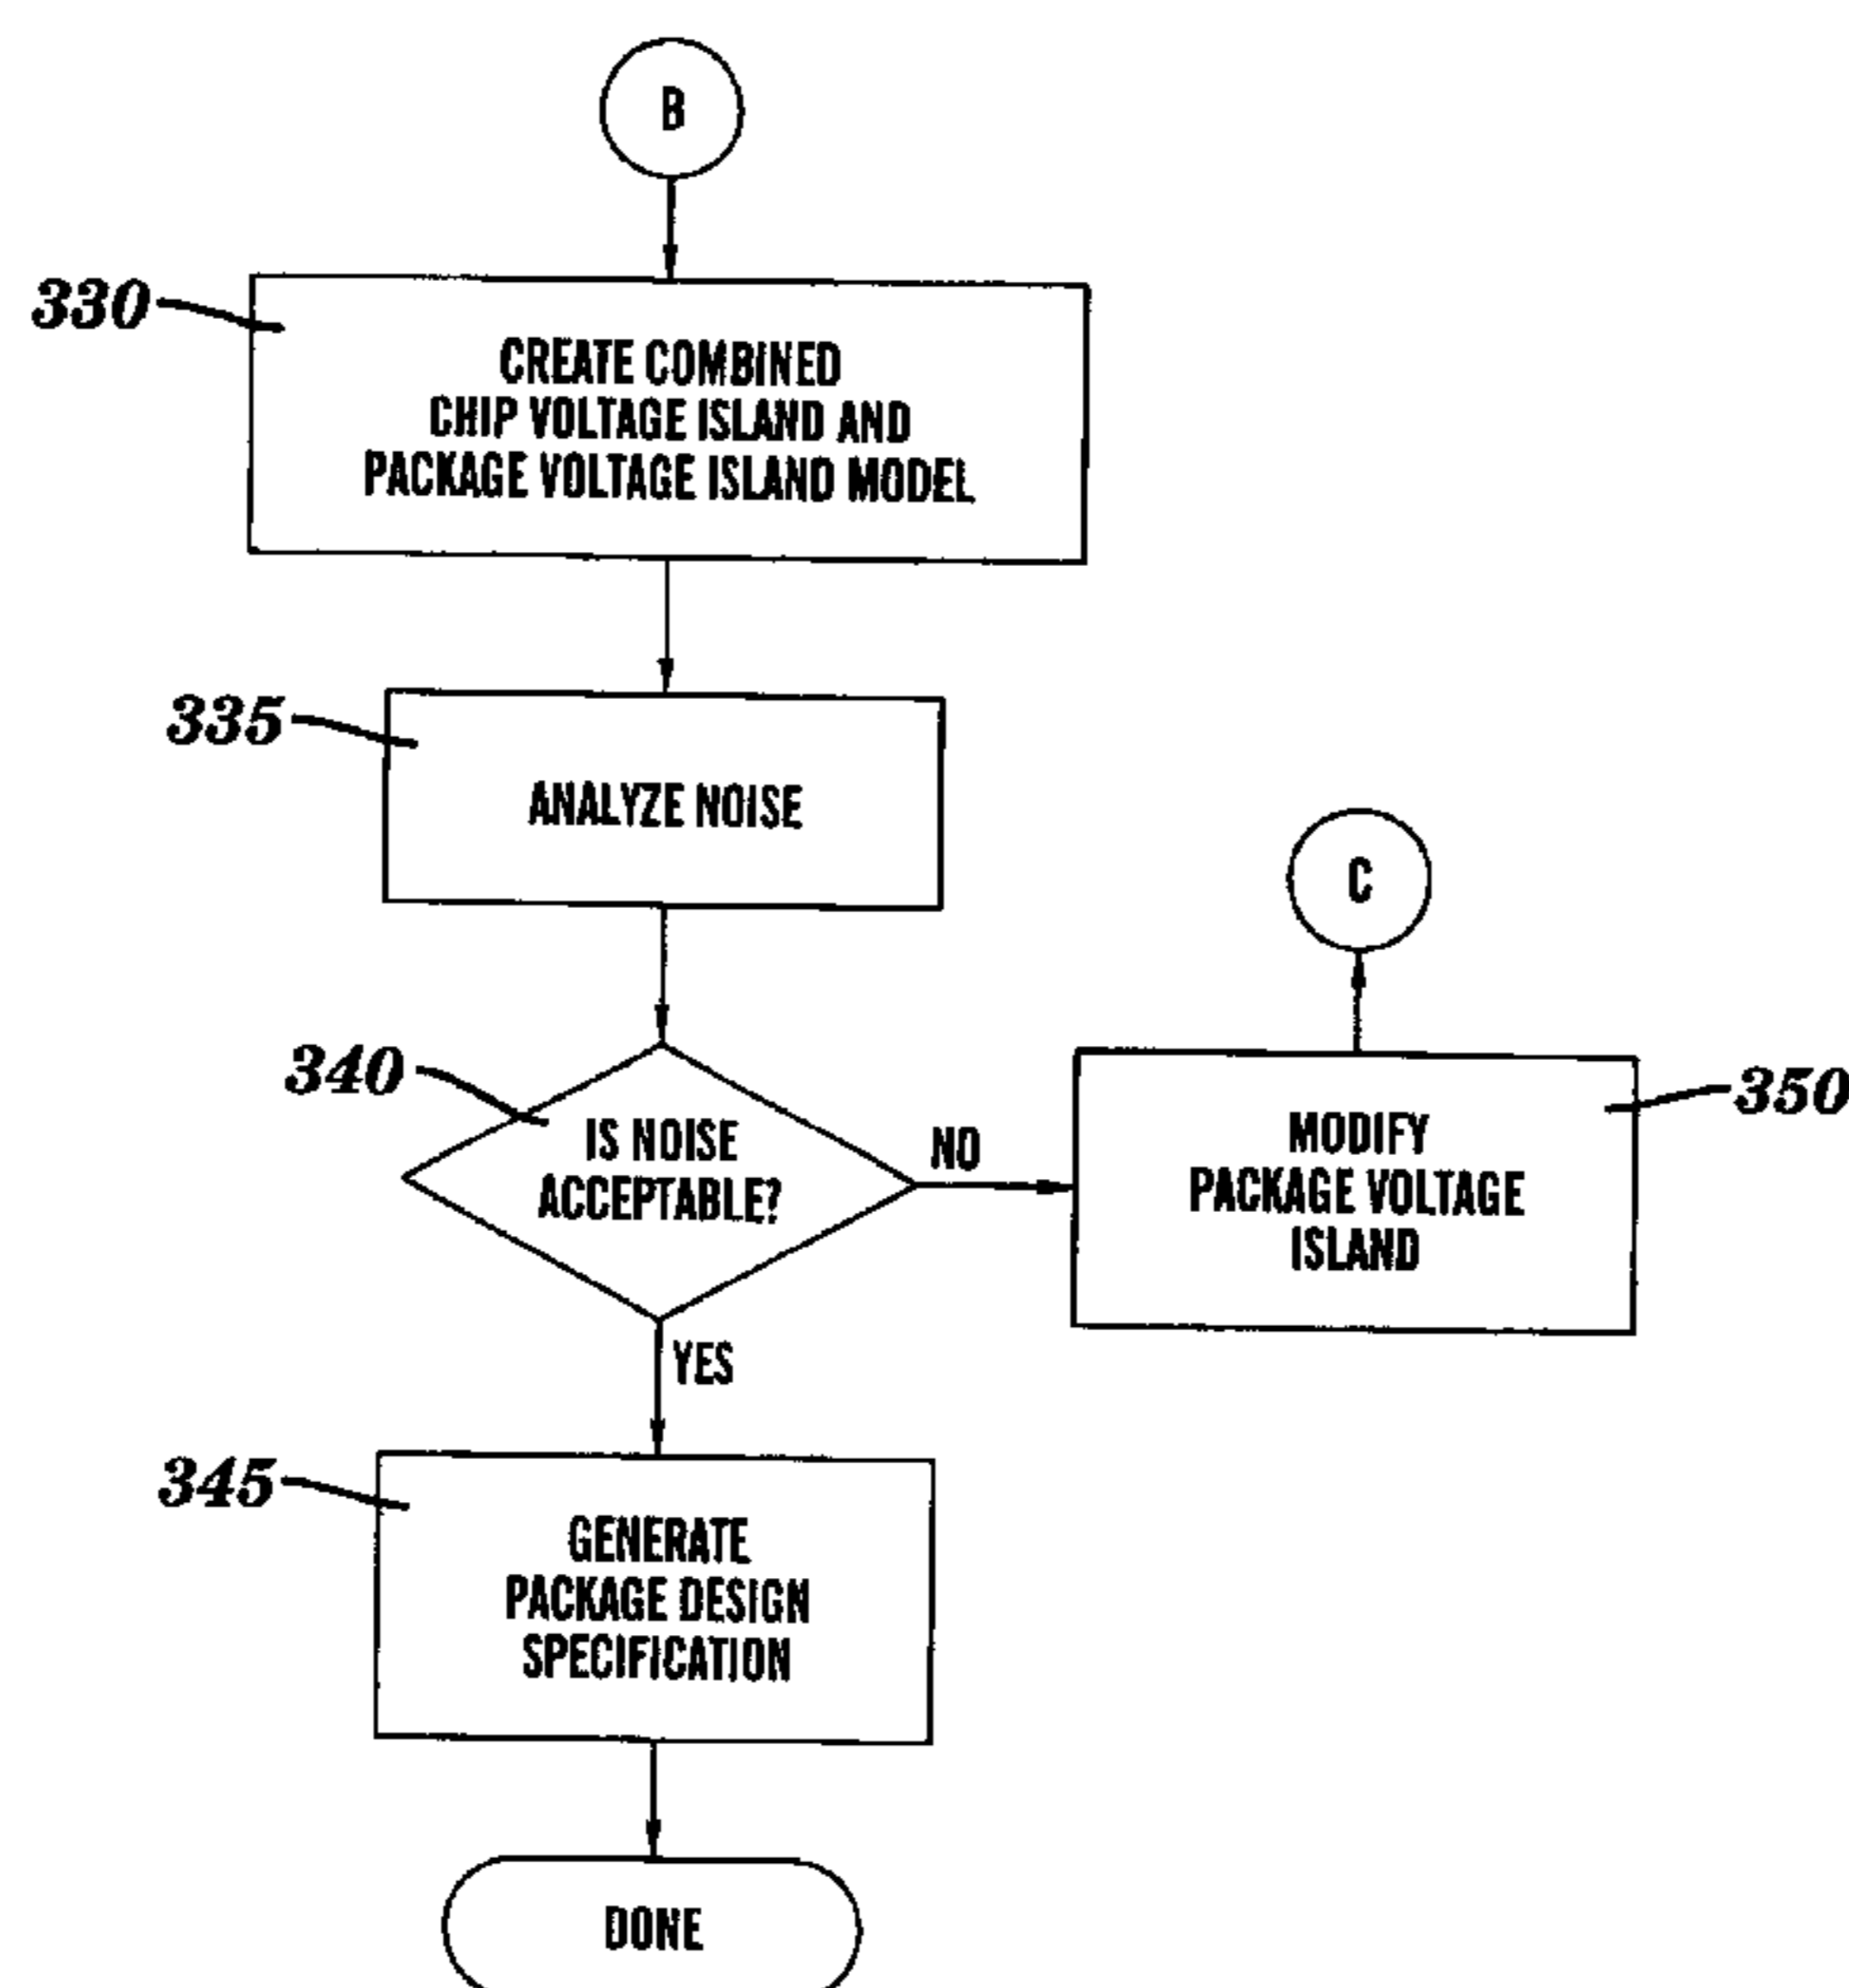 B
330
CREATE COMBINED
CHIP VOLTAGE ISLAND AND
PACKAGE VOLTAGE ISLAND MODEL
335
ANALYZE NOISE
C
340
IS NOISE
ACCEPTABLE?
NO
350
MODIFY
PACKAGE VOLTAGE
ISLAND
YES
345
GENERATE
PACKAGE DESIGN
SPECIFICATION
DONE